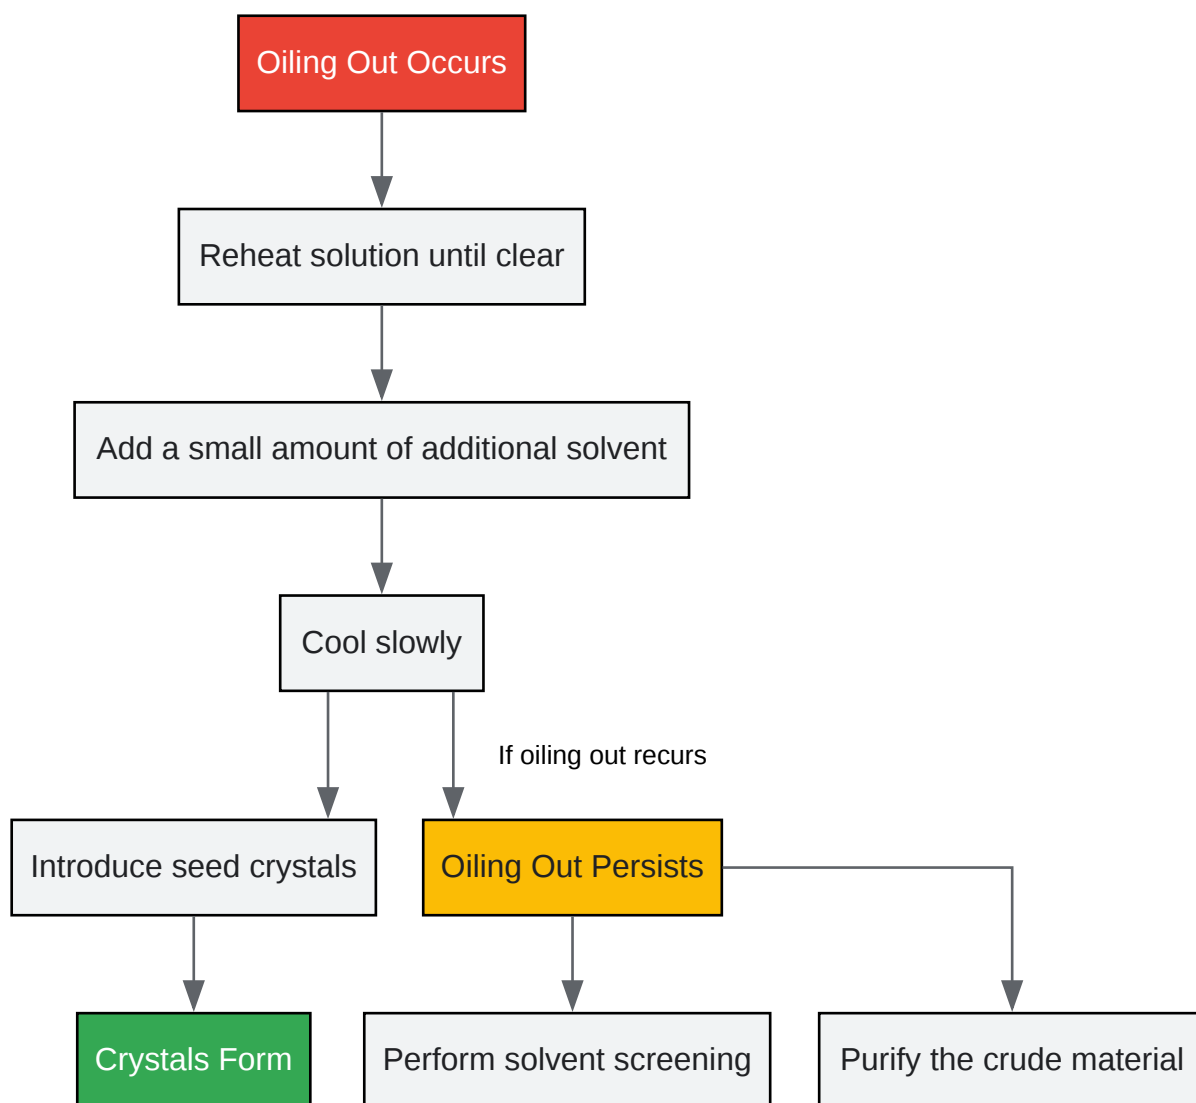 Oiling Out Occurs
Reheat solution until clear
Add a small amount of additional solvent
Cool slowly
If oiling out recurs
Introduce seed crystals
Oiling Out Persists
Crystals Form
Perform solvent screening
Purify the crude material